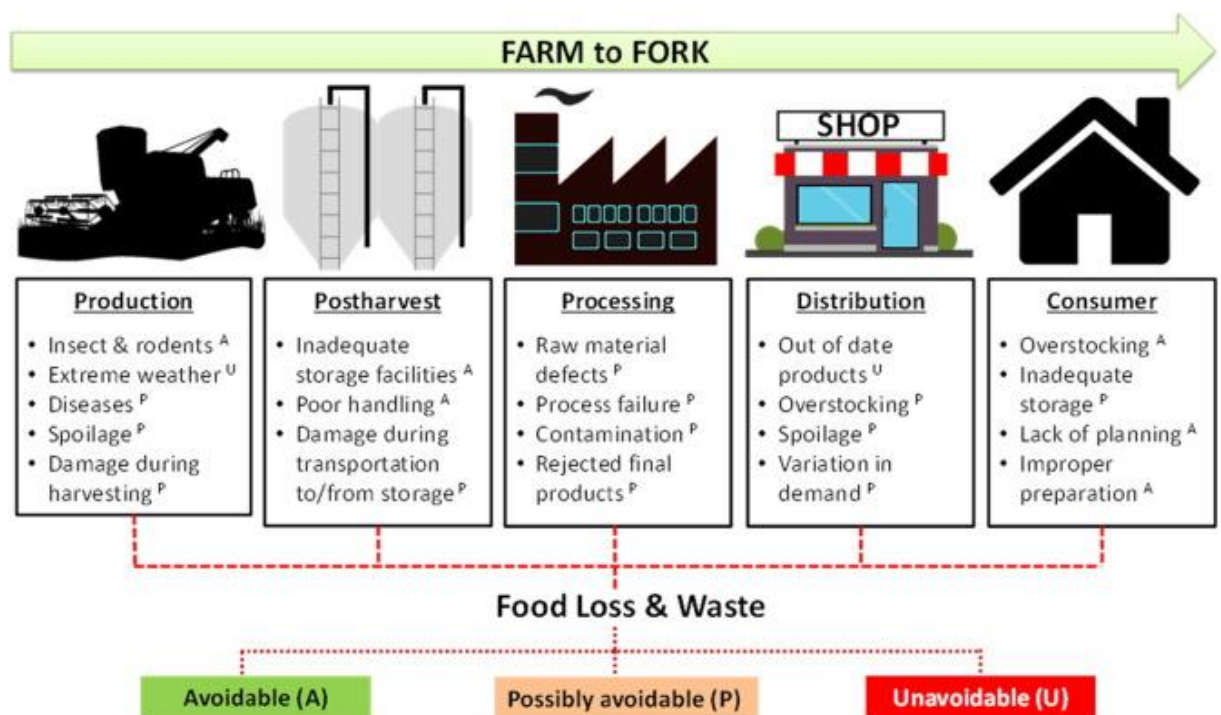 FARM to FORK
SHOP
Production
• Insect & rodents ᴬ
• Extreme weather ᵁ
• Diseases ᴾ
• Spoilage ᴾ
• Damage during
harvesting ᴾ
Postharvest
• Inadequate
storage facilities ᴬ
• Poor handling ᴬ
• Damage during
transportation
to/from storage ᴾ
Processing
• Raw material
defects ᴾ
• Process failure ᴾ
• Contamination ᴾ
• Rejected final
products ᴾ
Distribution
• Out of date
products ᵁ
• Overstocking ᴾ
• Spoilage ᴾ
• Variation in
demand ᴾ
Consumer
• Overstocking ᴬ
• Inadequate
storage ᴾ
• Lack of planning ᴬ
• Improper
preparation ᴬ
Food Loss & Waste
Avoidable (A)
Possibly avoidable (P)
Unavoidable (U)